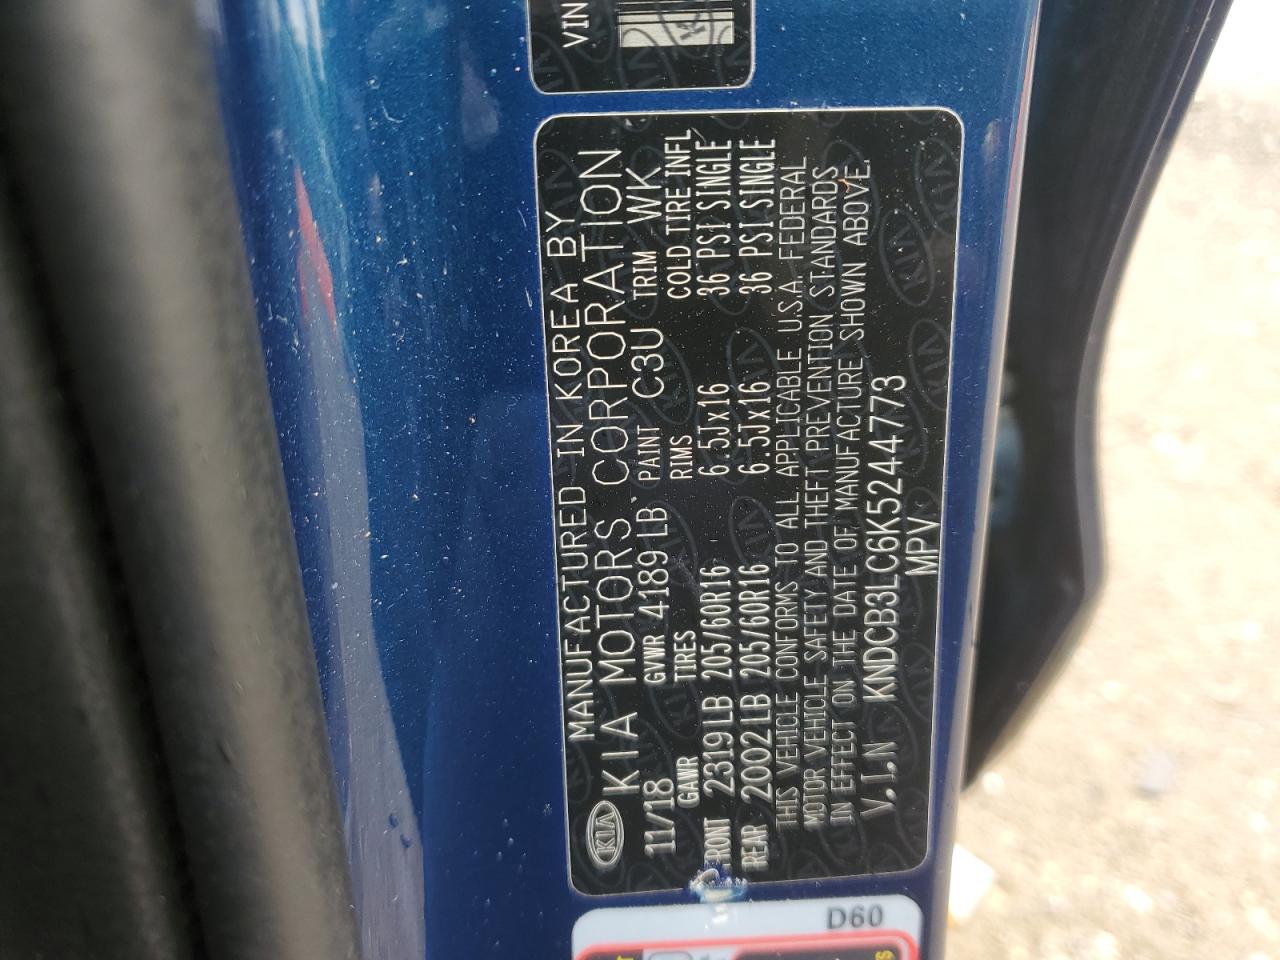 VIN
MANUFACTURED IN KOREA BY
KIA KIA MOTORS CORPORATION
11/18 GVWR 4189 LB PAINT C3U TRIM WK
GAWR TIRES RIMS COLD TIRE INFL
FRONT 2319LB 205/60R16 6.5Jx16 36 PSI SINGLE
REAR 2002LB 205/60R16 6.5Jx16 36 PSI SINGLE
THIS VEHICLE CONFORMS TO ALL APPLICABLE U.S.A. FEDERAL
MOTOR VEHICLE SAFETY AND THEFT PREVENTION STANDARDS
IN EFFECT ON THE DATE OF MANUFACTURE SHOWN ABOVE.
V.I.N KNDCB3LC6K5244773
MPV
D60